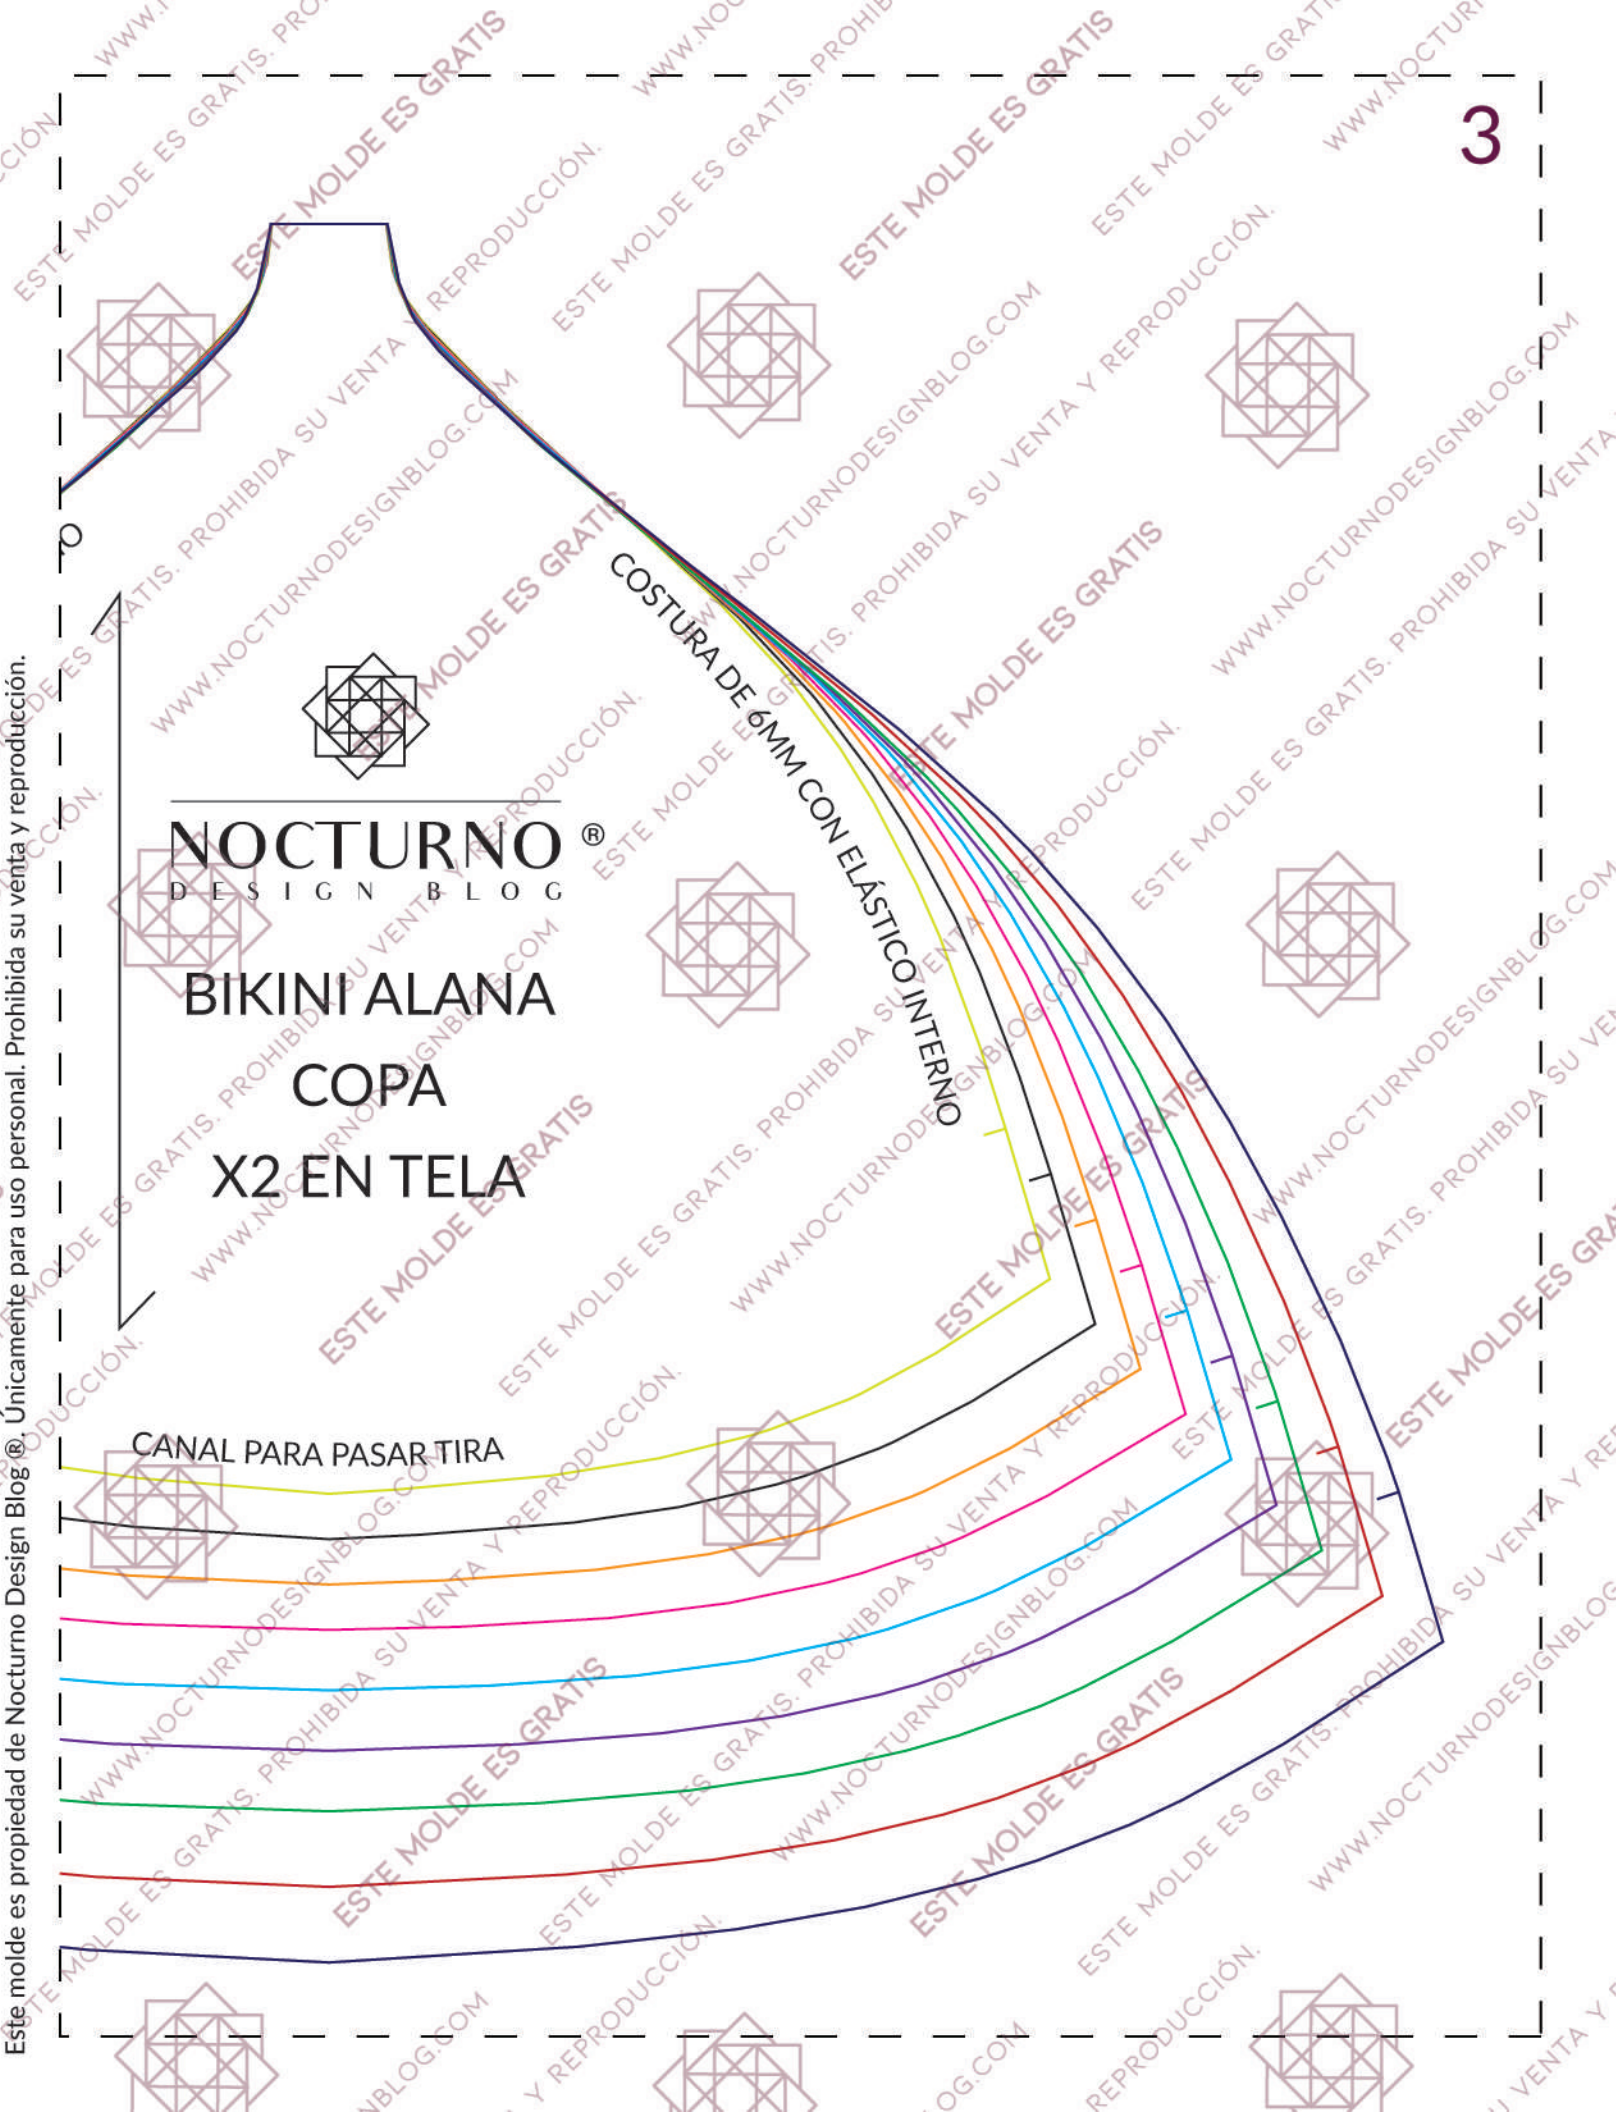 3
COSTURA DE 6MM CON ELÁSTICO INTERNO
NOCTURNO ®
DESIGN BLOG
BIKINI ALANA
COPA
X2 EN TELA
CANAL PARA PASAR TIRA
Este molde es propiedad de Nocturno Design Blog ®. Únicamente para uso personal. Prohibida su venta y reproducción.
ESTE MOLDE ES GRATIS. PROHIBIDA SU VENTA Y REPRODUCCIÓN.
WWW.NOCTURNODESIGNBLOG.COM
ESTE MOLDE ES GRATIS